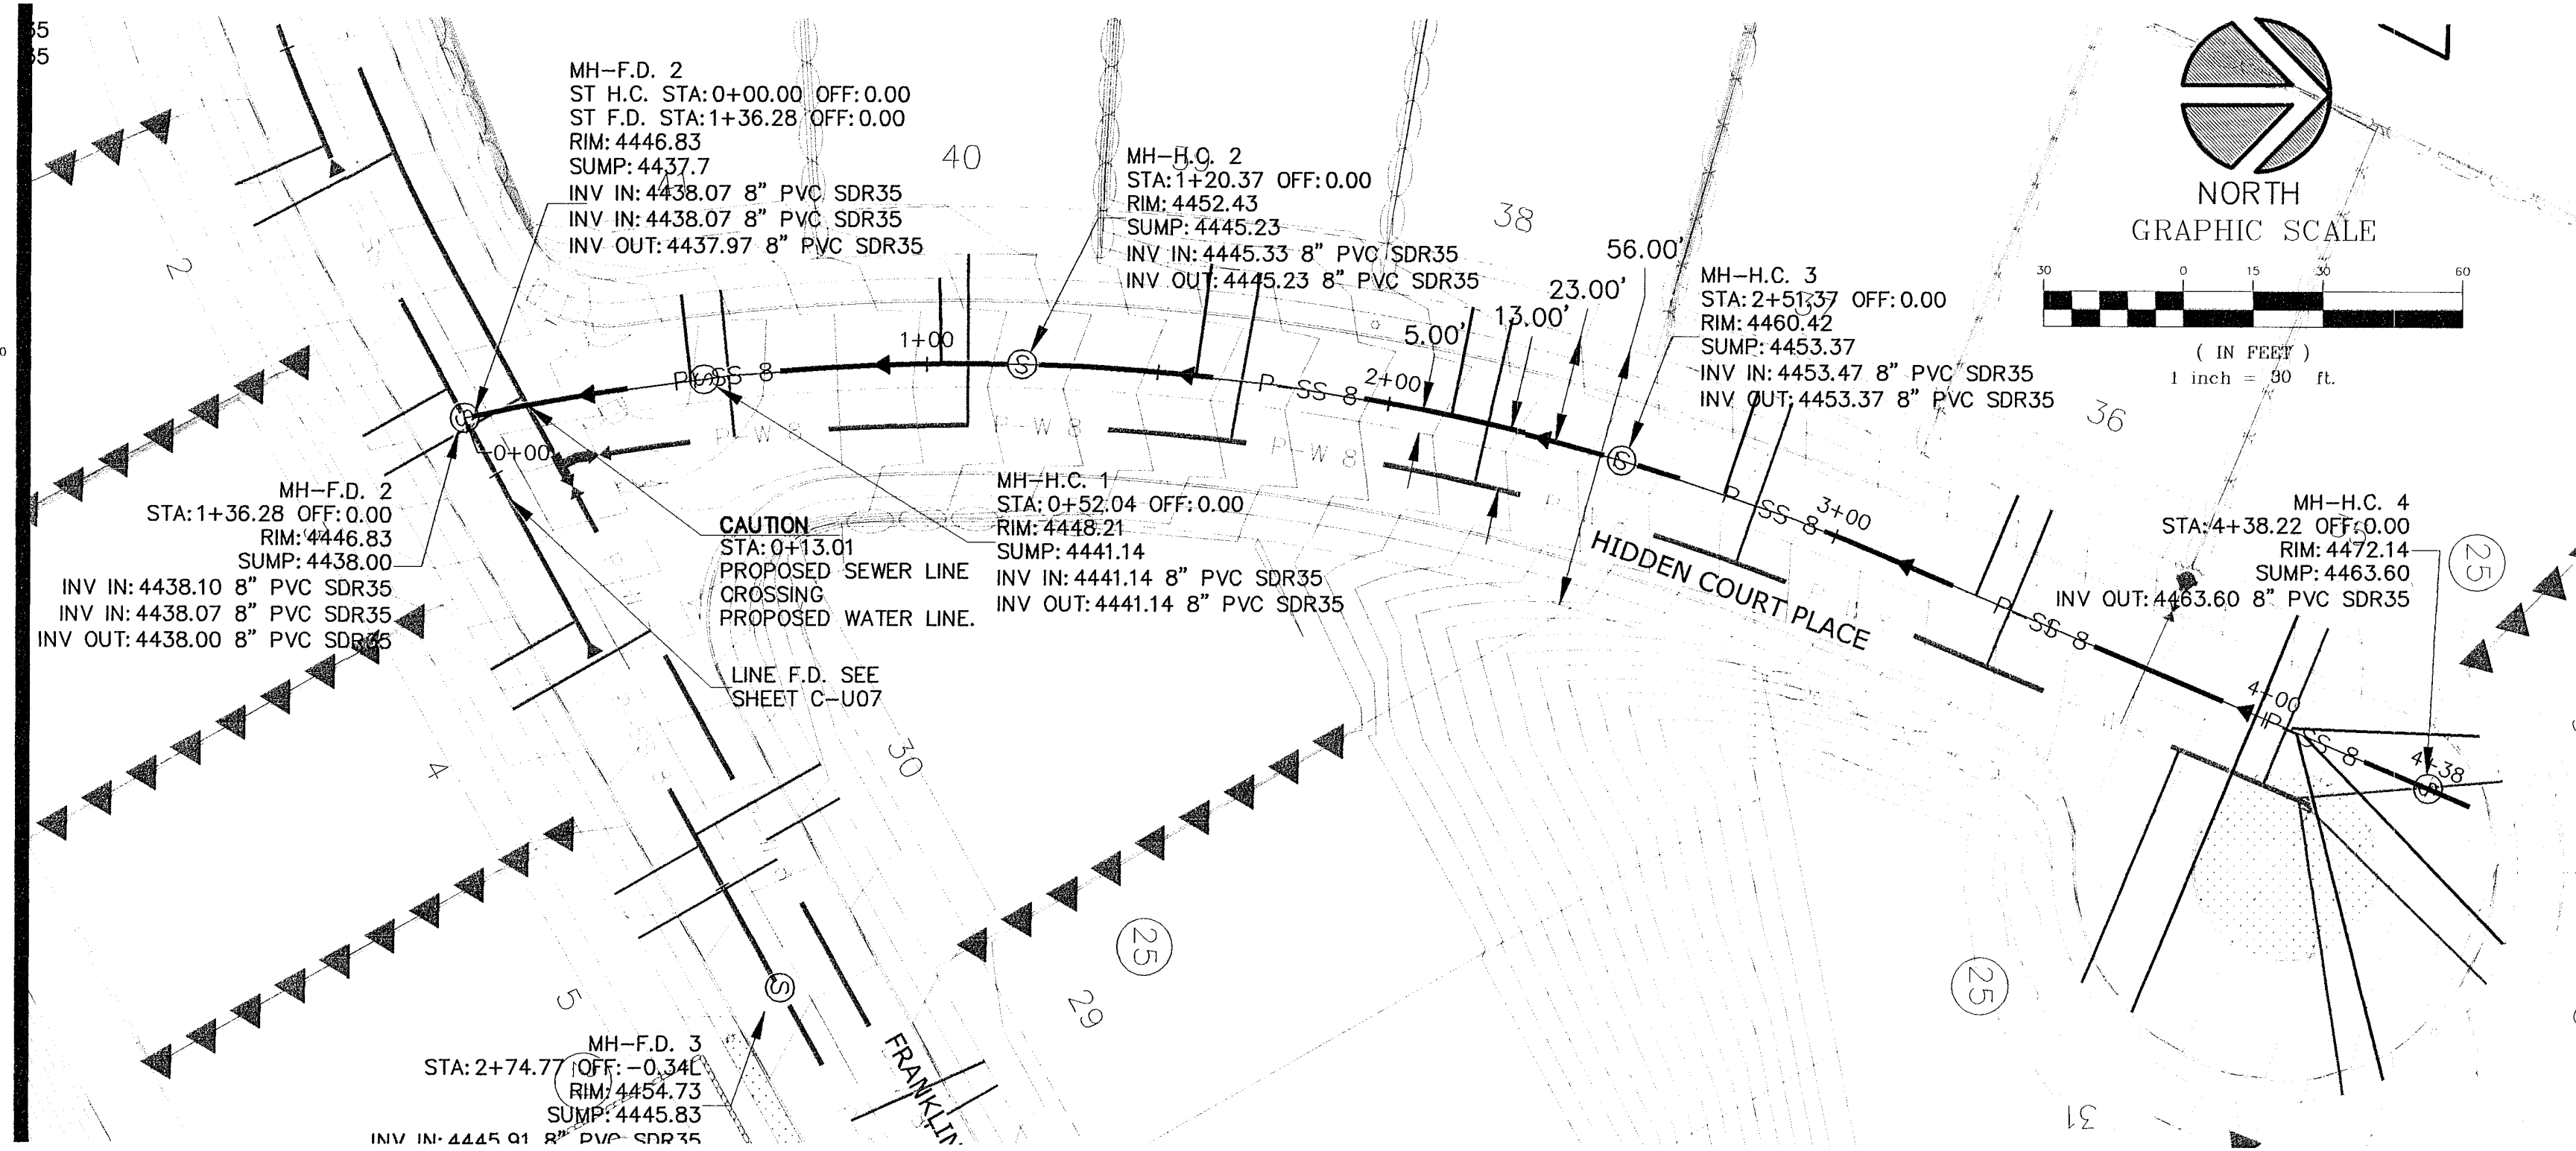 35
35
MH-F.D. 2
ST H.C. STA:0+00.00 OFF:0.00
ST F.D. STA:1+36.28 OFF:0.00
RIM:4446.83
SUMP:4437.7
INV IN:4438.07 8" PVC SDR35
INV IN:4438.07 8" PVC SDR35
INV OUT:4437.97 8" PVC SDR35
40
MH-H.C. 2
STA:1+20.37 OFF:0.00
RIM:4452.43
SUMP:4445.23
INV IN:4445.33 8" PVC SDR35
INV OUT:4445.23 8" PVC SDR35
38
56.00'
23.00'
13.00'
5.00'
MH-H.C. 3
STA:2+51.37 OFF:0.00
RIM:4460.42
SUMP:4453.37
INV IN:4453.47 8" PVC SDR35
INV OUT:4453.37 8" PVC SDR35
NORTH
GRAPHIC SCALE
30 0 15 30 60
( IN FEET )
1 inch = 30 ft.
36
2
0
1+00
P-SS 8
S
S
P-SS 8
2+00
S
S
0+00
P-W 8
P-W 8
P-W 8
MH-F.D. 2
STA:1+36.28 OFF:0.00
RIM:4446.83
SUMP:4438.00
INV IN:4438.10 8" PVC SDR35
INV IN:4438.07 8" PVC SDR35
INV OUT:4438.00 8" PVC SDR35
CAUTION
STA:0+13.01
PROPOSED SEWER LINE
CROSSING
PROPOSED WATER LINE.
MH-H.C. 1
STA:0+52.04 OFF:0.00
RIM:4448.21
SUMP:4441.14
INV IN:4441.14 8" PVC SDR35
INV OUT:4441.14 8" PVC SDR35
P-SS 8
3+00
HIDDEN COURT PLACE
P-SS 8
MH-H.C. 4
STA:4+38.22 OFF:0.00
RIM:4472.14
SUMP:4463.60
INV OUT:4463.60 8" PVC SDR35
25
LINE F.D. SEE
SHEET C-U07
4+00
P-SS 8
4+38
S
4
30
25
25
5
29
S
MH-F.D. 3
STA:2+74.77 OFF:-0.34L
RIM:4454.73
SUMP:4445.83
INV IN:4445.91 8" PVC SDR35
FRANKLIN
31